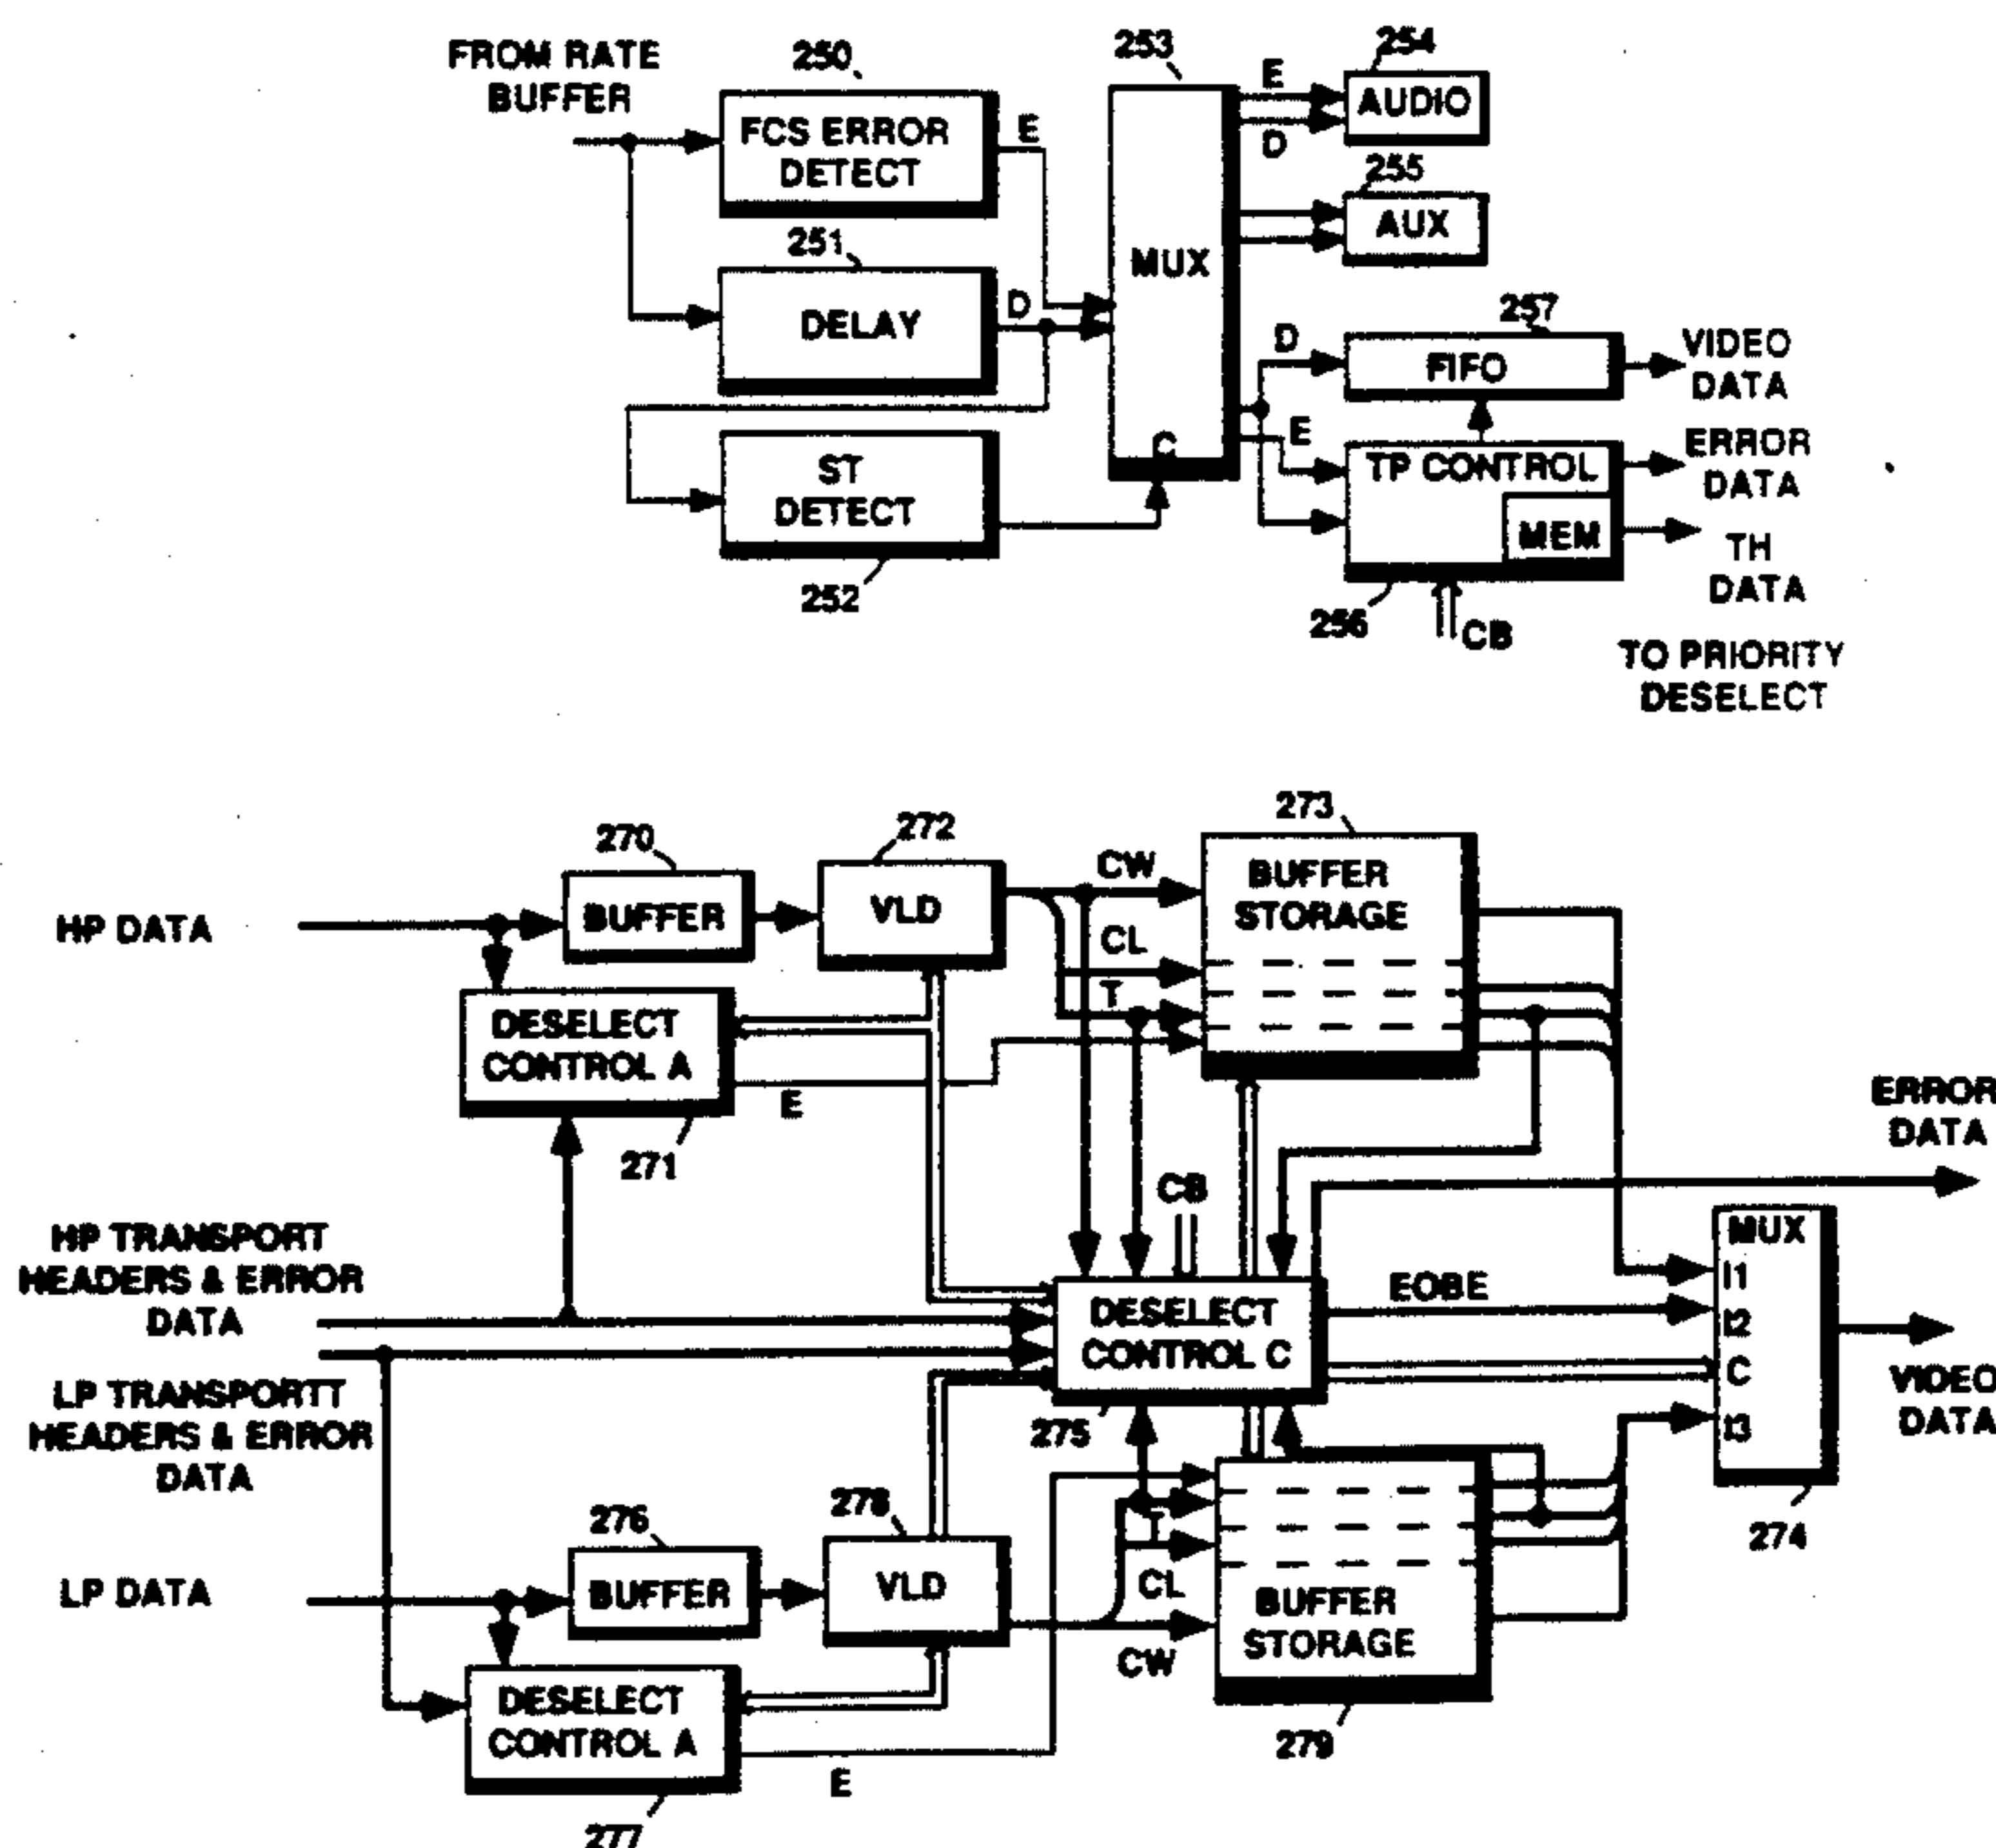 FROM RATE
BUFFER
250
FCS ERROR
DETECT
E
251
DELAY
D
ST
DETECT
252
253
MUX
C
E
D
254
AUDIO
255
AUX
D
257
FIFO
VIDEO
DATA
E
TP CONTROL
MEM
ERROR
DATA
TH
DATA
256
CB
TO PRIORITY
DESELECT
HP DATA
270
BUFFER
272
VLD
CW
CL
T
273
BUFFER
STORAGE
DESELECT
CONTROL A
271
E
HP TRANSPORT
HEADERS & ERROR
DATA
LP TRANSPORTT
HEADERS & ERROR
DATA
CB
DESELECT
CONTROL C
275
EOBE
ERROR
DATA
MUX
I1
I2
C
I3
274
VIDEO
DATA
LP DATA
276
BUFFER
278
VLD
T
CL
CW
BUFFER
STORAGE
279
DESELECT
CONTROL A
277
E